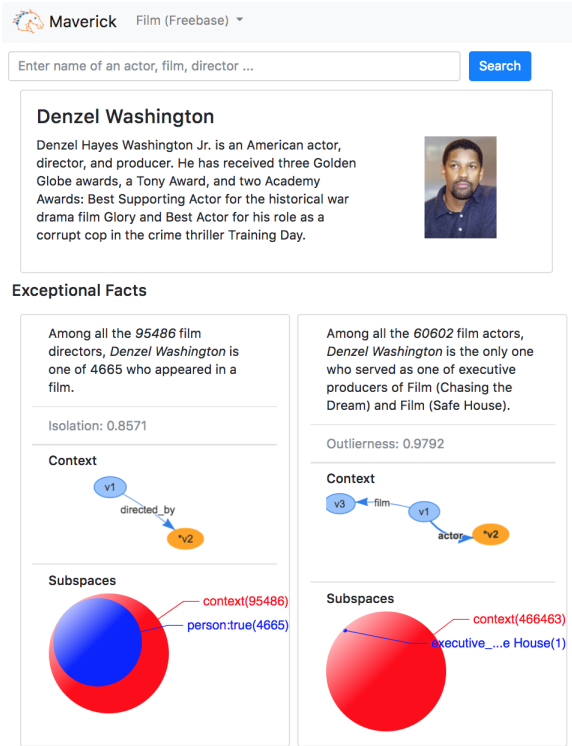 Maverick Film (Freebase)
Enter name of an actor, film, director ...
Search
Denzel Washington
Denzel Hayes Washington Jr. is an American actor,
director, and producer. He has received three Golden
Globe awards, a Tony Award, and two Academy
Awards: Best Supporting Actor for the historical war
drama film Glory and Best Actor for his role as a
corrupt cop in the crime thriller Training Day.
Exceptional Facts
Among all the 95486 film
directors, Denzel Washington is
one of 4665 who appeared in a
film.
Isolation: 0.8571
Context
v1
directed_by
*v2
Subspaces
context(95486)
person:true(4665)
Among all the 60602 film actors,
Denzel Washington is the only one
who served as one of executive
producers of Film (Chasing the
Dream) and Film (Safe House).
Outlierness: 0.9792
Context
v3
film
v1
actor
*v2
Subspaces
context(466463)
executive_...e House(1)